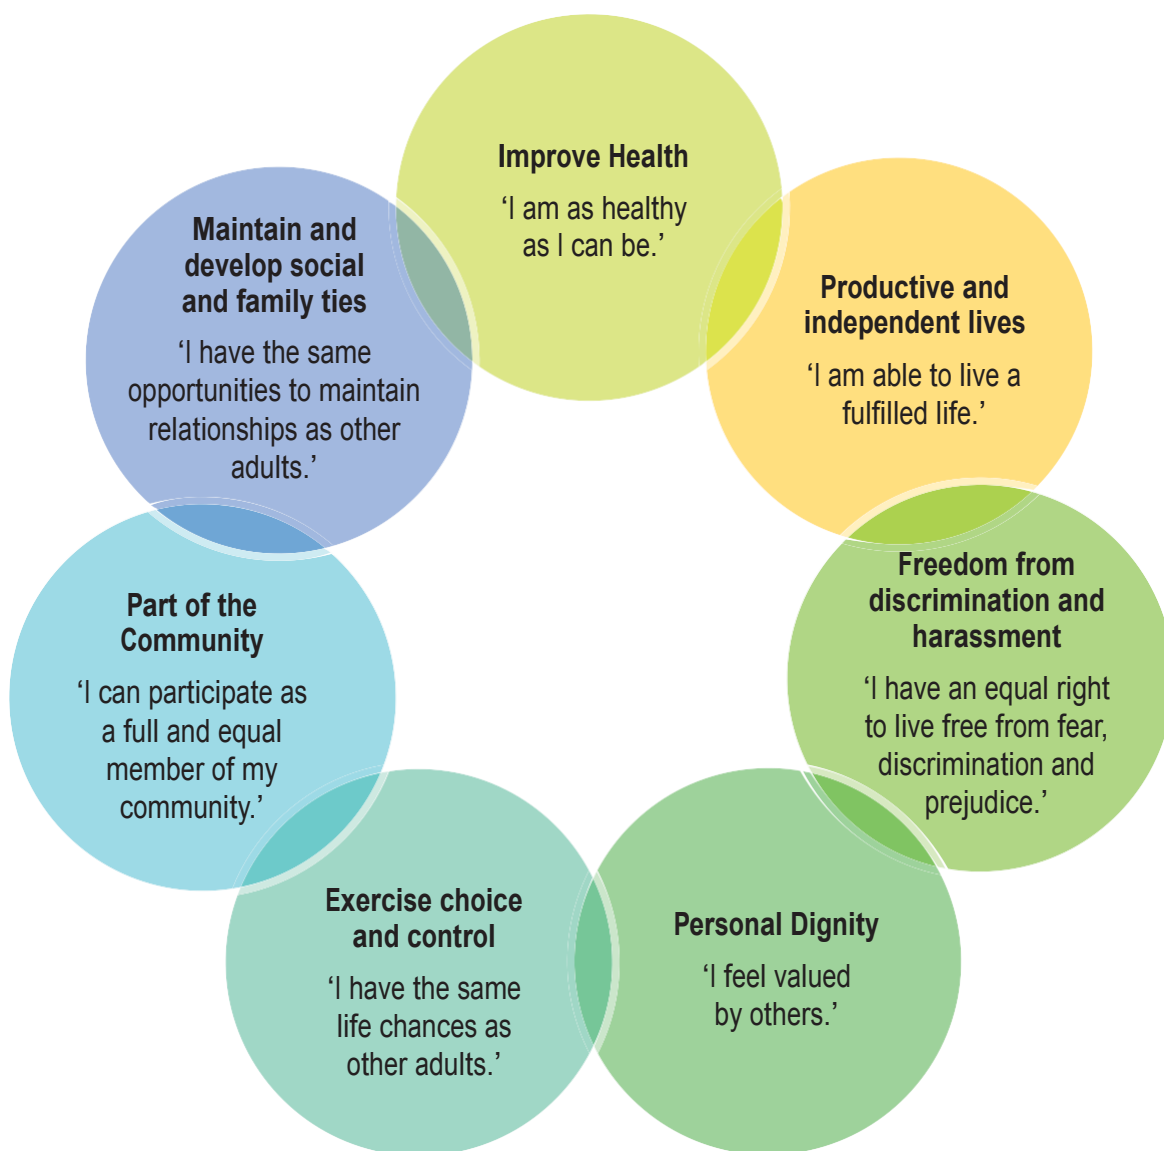 Improve Health
‘I am as healthy
as I can be.’
Productive and
independent lives
‘I am able to live a
fulfilled life.’
Freedom from
discrimination and
harassment
‘I have an equal right
to live free from fear,
discrimination and
prejudice.’
Personal Dignity
‘I feel valued
by others.’
Exercise choice
and control
‘I have the same
life chances as
other adults.’
Part of the
Community
‘I can participate as
a full and equal
member of my
community.’
Maintain and
develop social
and family ties
‘I have the same
opportunities to maintain
relationships as other
adults.’